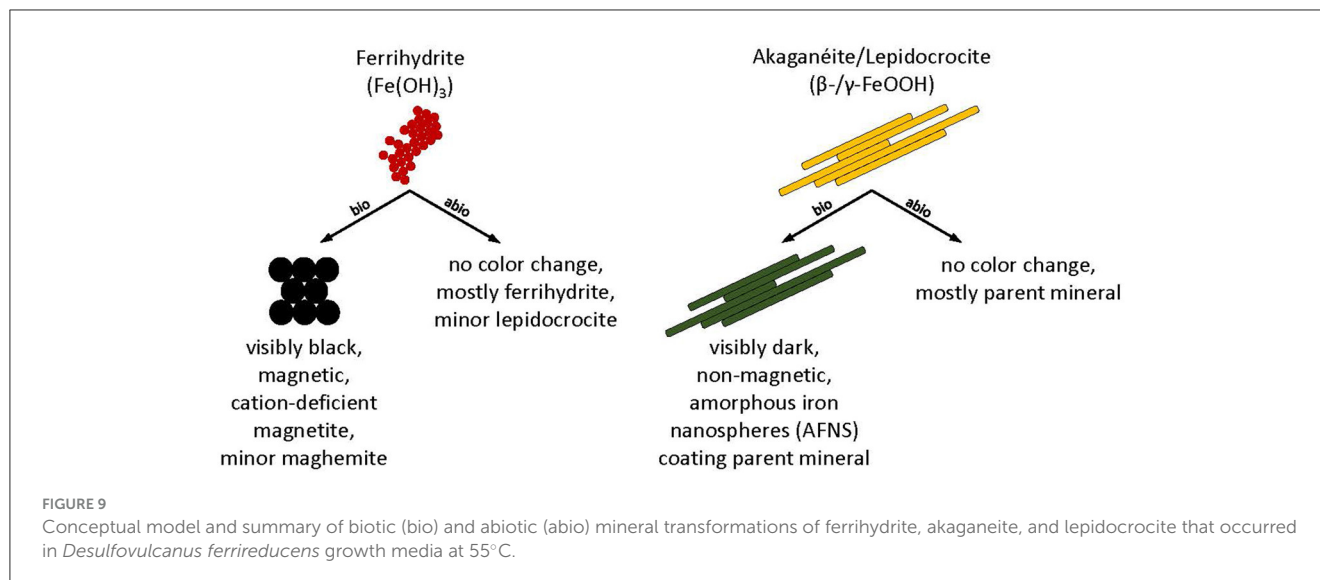 Ferrihydrite
(Fe(OH)₃)
Akaganéite/Lepidocrocite
(β-/γ-FeOOH)
bio
abio
bio
abio
no color change,
mostly ferrihydrite,
minor lepidocrocite
no color change,
mostly parent mineral
visibly black,
magnetic,
cation-deficient
magnetite,
minor maghemite
visibly dark,
non-magnetic,
amorphous iron
nanospheres (AFNS)
coating parent mineral
FIGURE 9
Conceptual model and summary of biotic (bio) and abiotic (abio) mineral transformations of ferrihydrite, akaganeite, and lepidocrocite that occurred
in Desulfovulcanus ferrireducens growth media at 55°C.